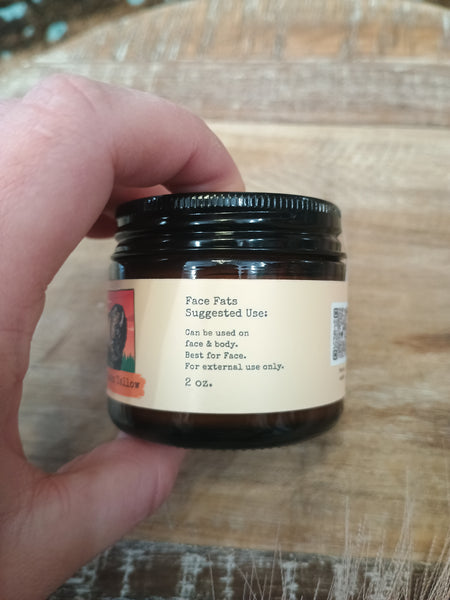 Face Fats
Suggested Use:
Can be used on
face & body.
Best for Face.
For external use only.
2 oz.
Tallow